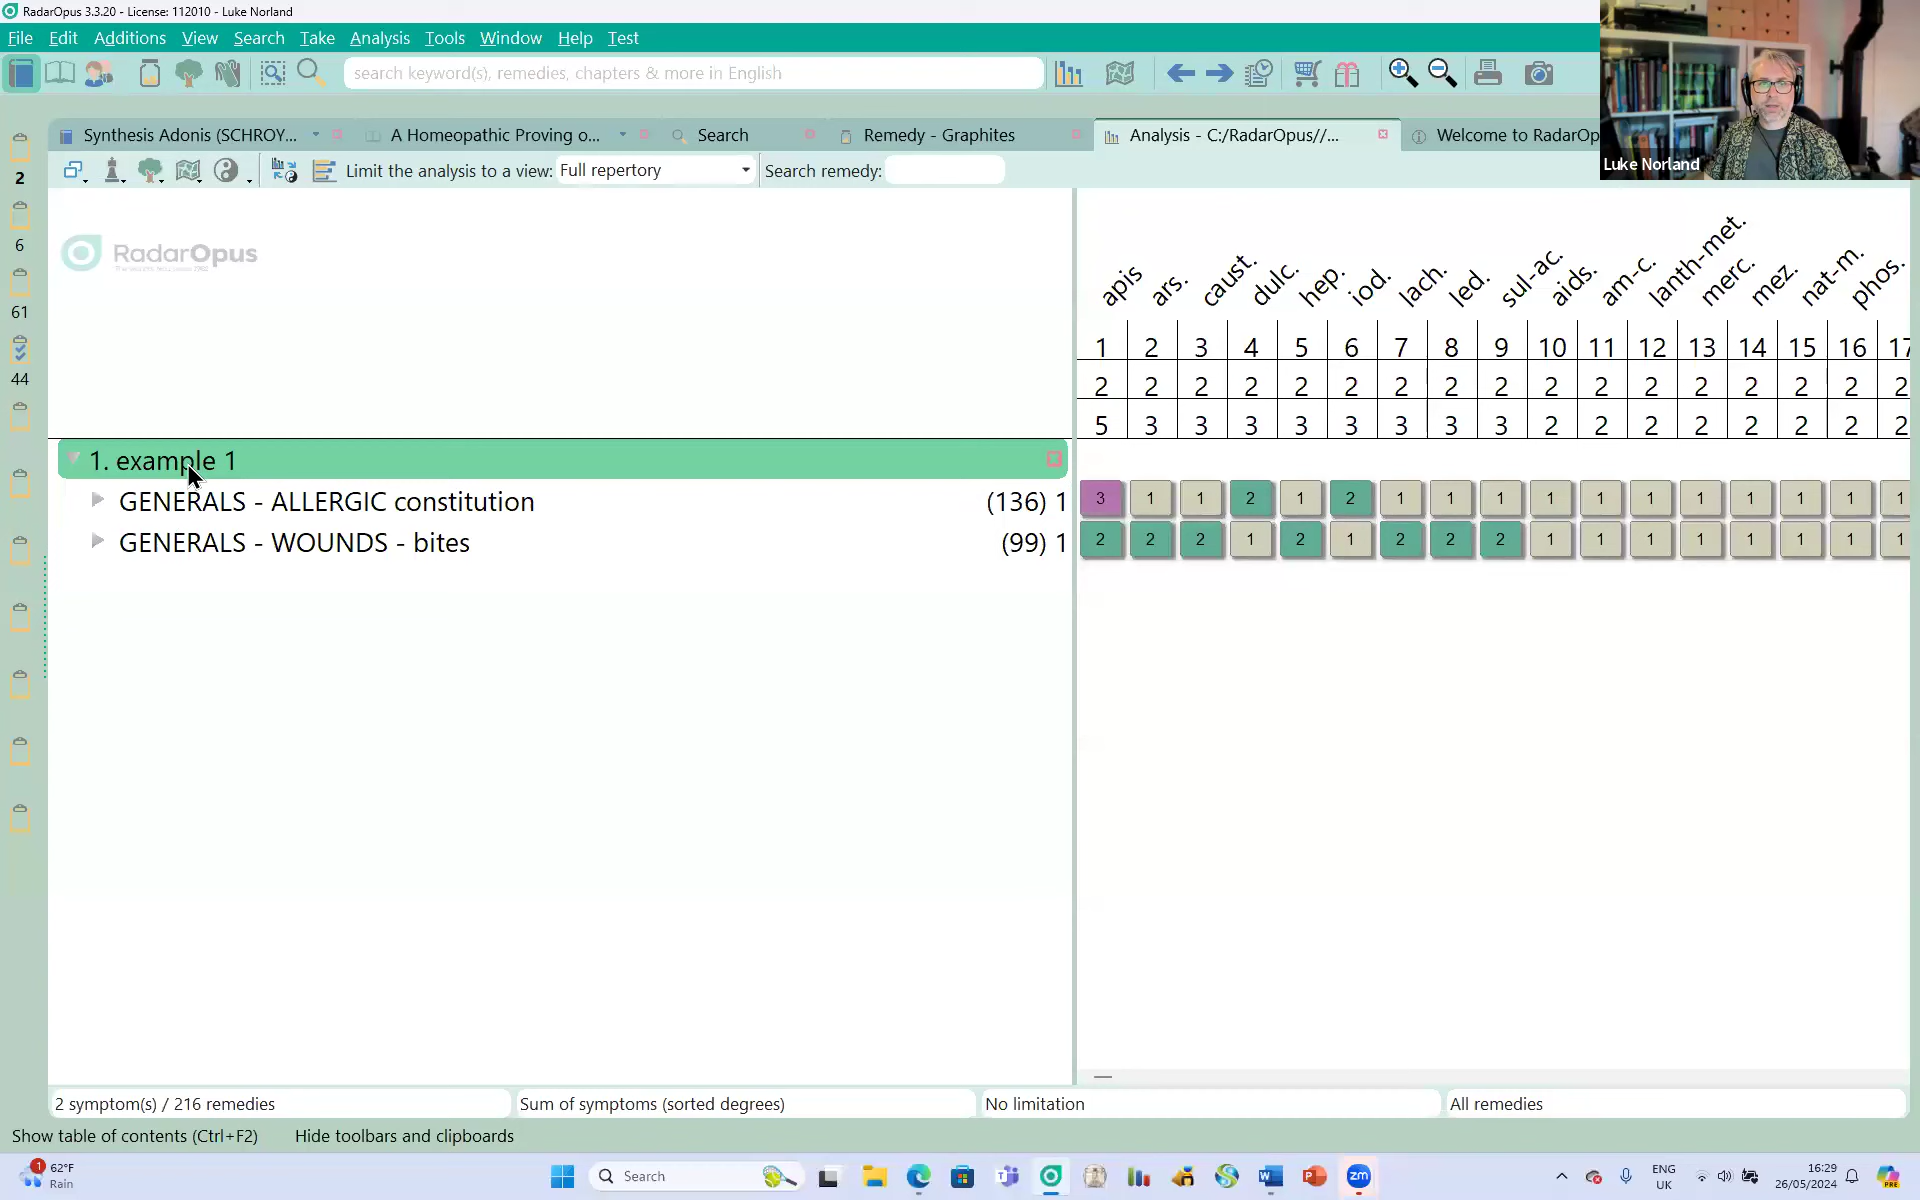 RadarOpus 3.3.20 - License: 112010 - Luke Norland
File Edit Additions View Search Take Analysis Tools Window Help Test
search keyword(s), remedies, chapters & more in English
Synthesis Adonis (SCHROY... A Homeopathic Proving o... Search Remedy - Graphites Analysis - C:/RadarOpus//... Welcome to RadarOp
Luke Norland
Limit the analysis to a view: Full repertory Search remedy:
2
6
61
44
RadarOpus
apis ars. caust. dulc. hep. iod. lach. led. sul-ac. aids. am-c. lanth-met. merc. mez. nat-m. phos.
1 2 3 4 5 6 7 8 9 10 11 12 13 14 15 16 17
2 2 2 2 2 2 2 2 2 2 2 2 2 2 2 2 2
5 3 3 3 3 3 3 3 3 2 2 2 2 2 2 2 2
1. example 1
GENERALS - ALLERGIC constitution (136) 1 3 1 1 2 1 2 1 1 1 1 1 1 1 1 1 1 1
GENERALS - WOUNDS - bites (99) 1 2 2 2 1 2 1 2 2 2 1 1 1 1 1 1 1 1
2 symptom(s) / 216 remedies Sum of symptoms (sorted degrees) No limitation All remedies
Show table of contents (Ctrl+F2) Hide toolbars and clipboards
1 62°F
Rain
Search
zm
ENG
UK
16:29
26/05/2024
PRE